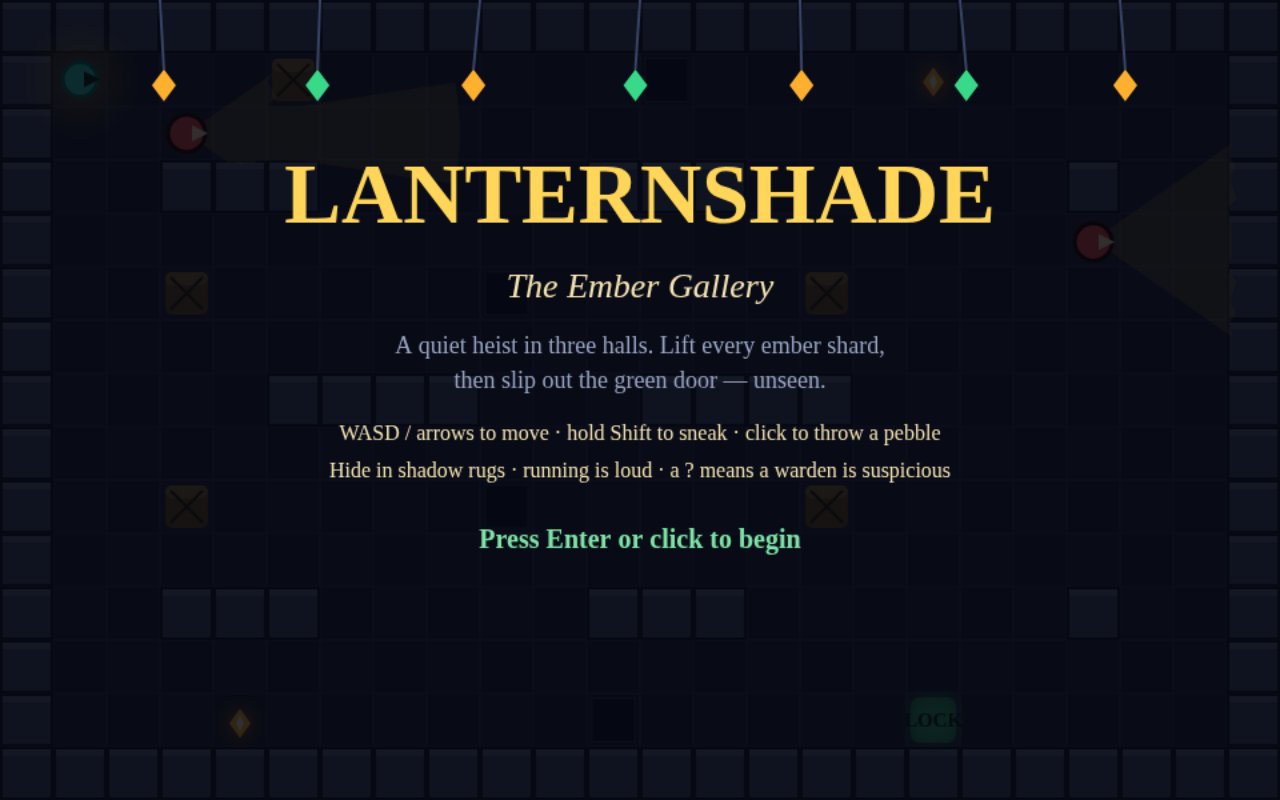 LANTERNSHADE
The Ember Gallery
A quiet heist in three halls. Lift every ember shard,
then slip out the green door — unseen.
WASD / arrows to move · hold Shift to sneak · click to throw a pebble
Hide in shadow rugs · running is loud · a ? means a warden is suspicious
Press Enter or click to begin
LOCK